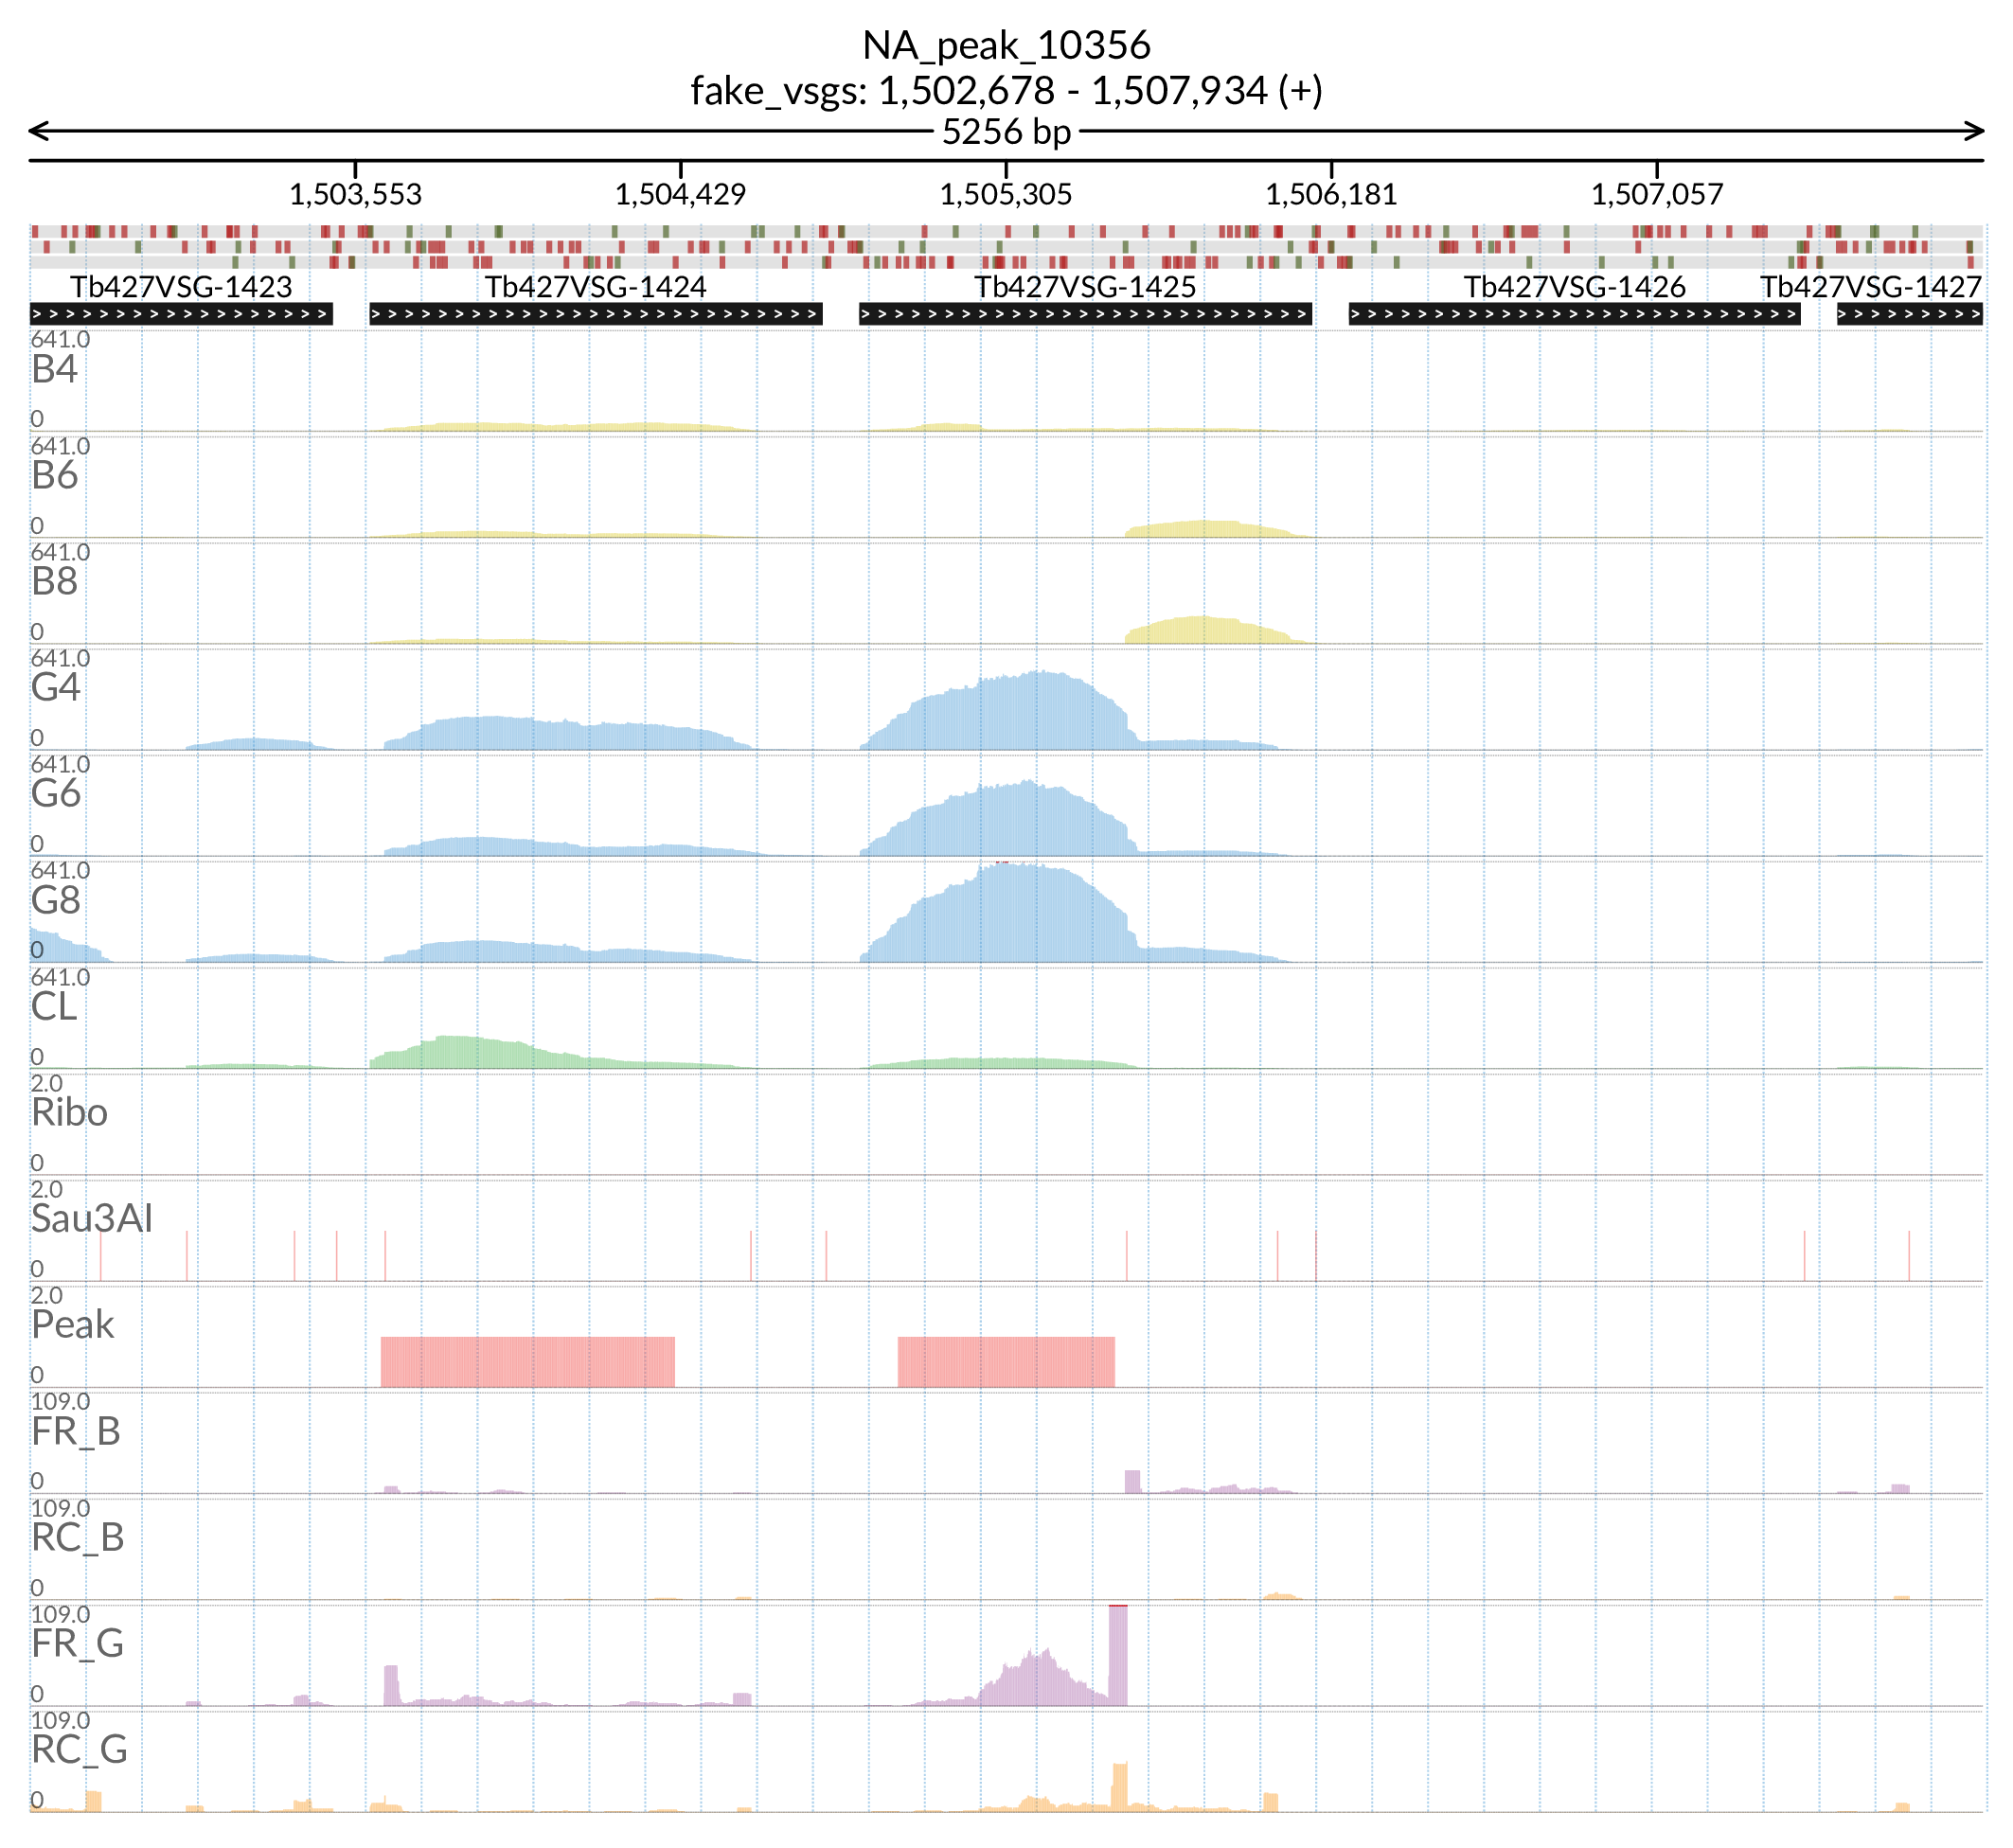 NA_peak_10356
fake_vsgs: 1,502,678 - 1,507,934 (+)
5256 bp
1,503,553 1,504,429 1,505,305 1,506,181 1,507,057
Tb427VSG-1423 Tb427VSG-1424 Tb427VSG-1425 Tb427VSG-1426 Tb427VSG-1427
641.0
B4
0
641.0
B6
0
641.0
B8
0
641.0
G4
0
641.0
G6
0
641.0
G8
0
641.0
CL
0
2.0
Ribo
0
2.0
Sau3AI
0
2.0
Peak
0
109.0
FR_B
0
109.0
RC_B
0
109.0
FR_G
0
109.0
RC_G
0